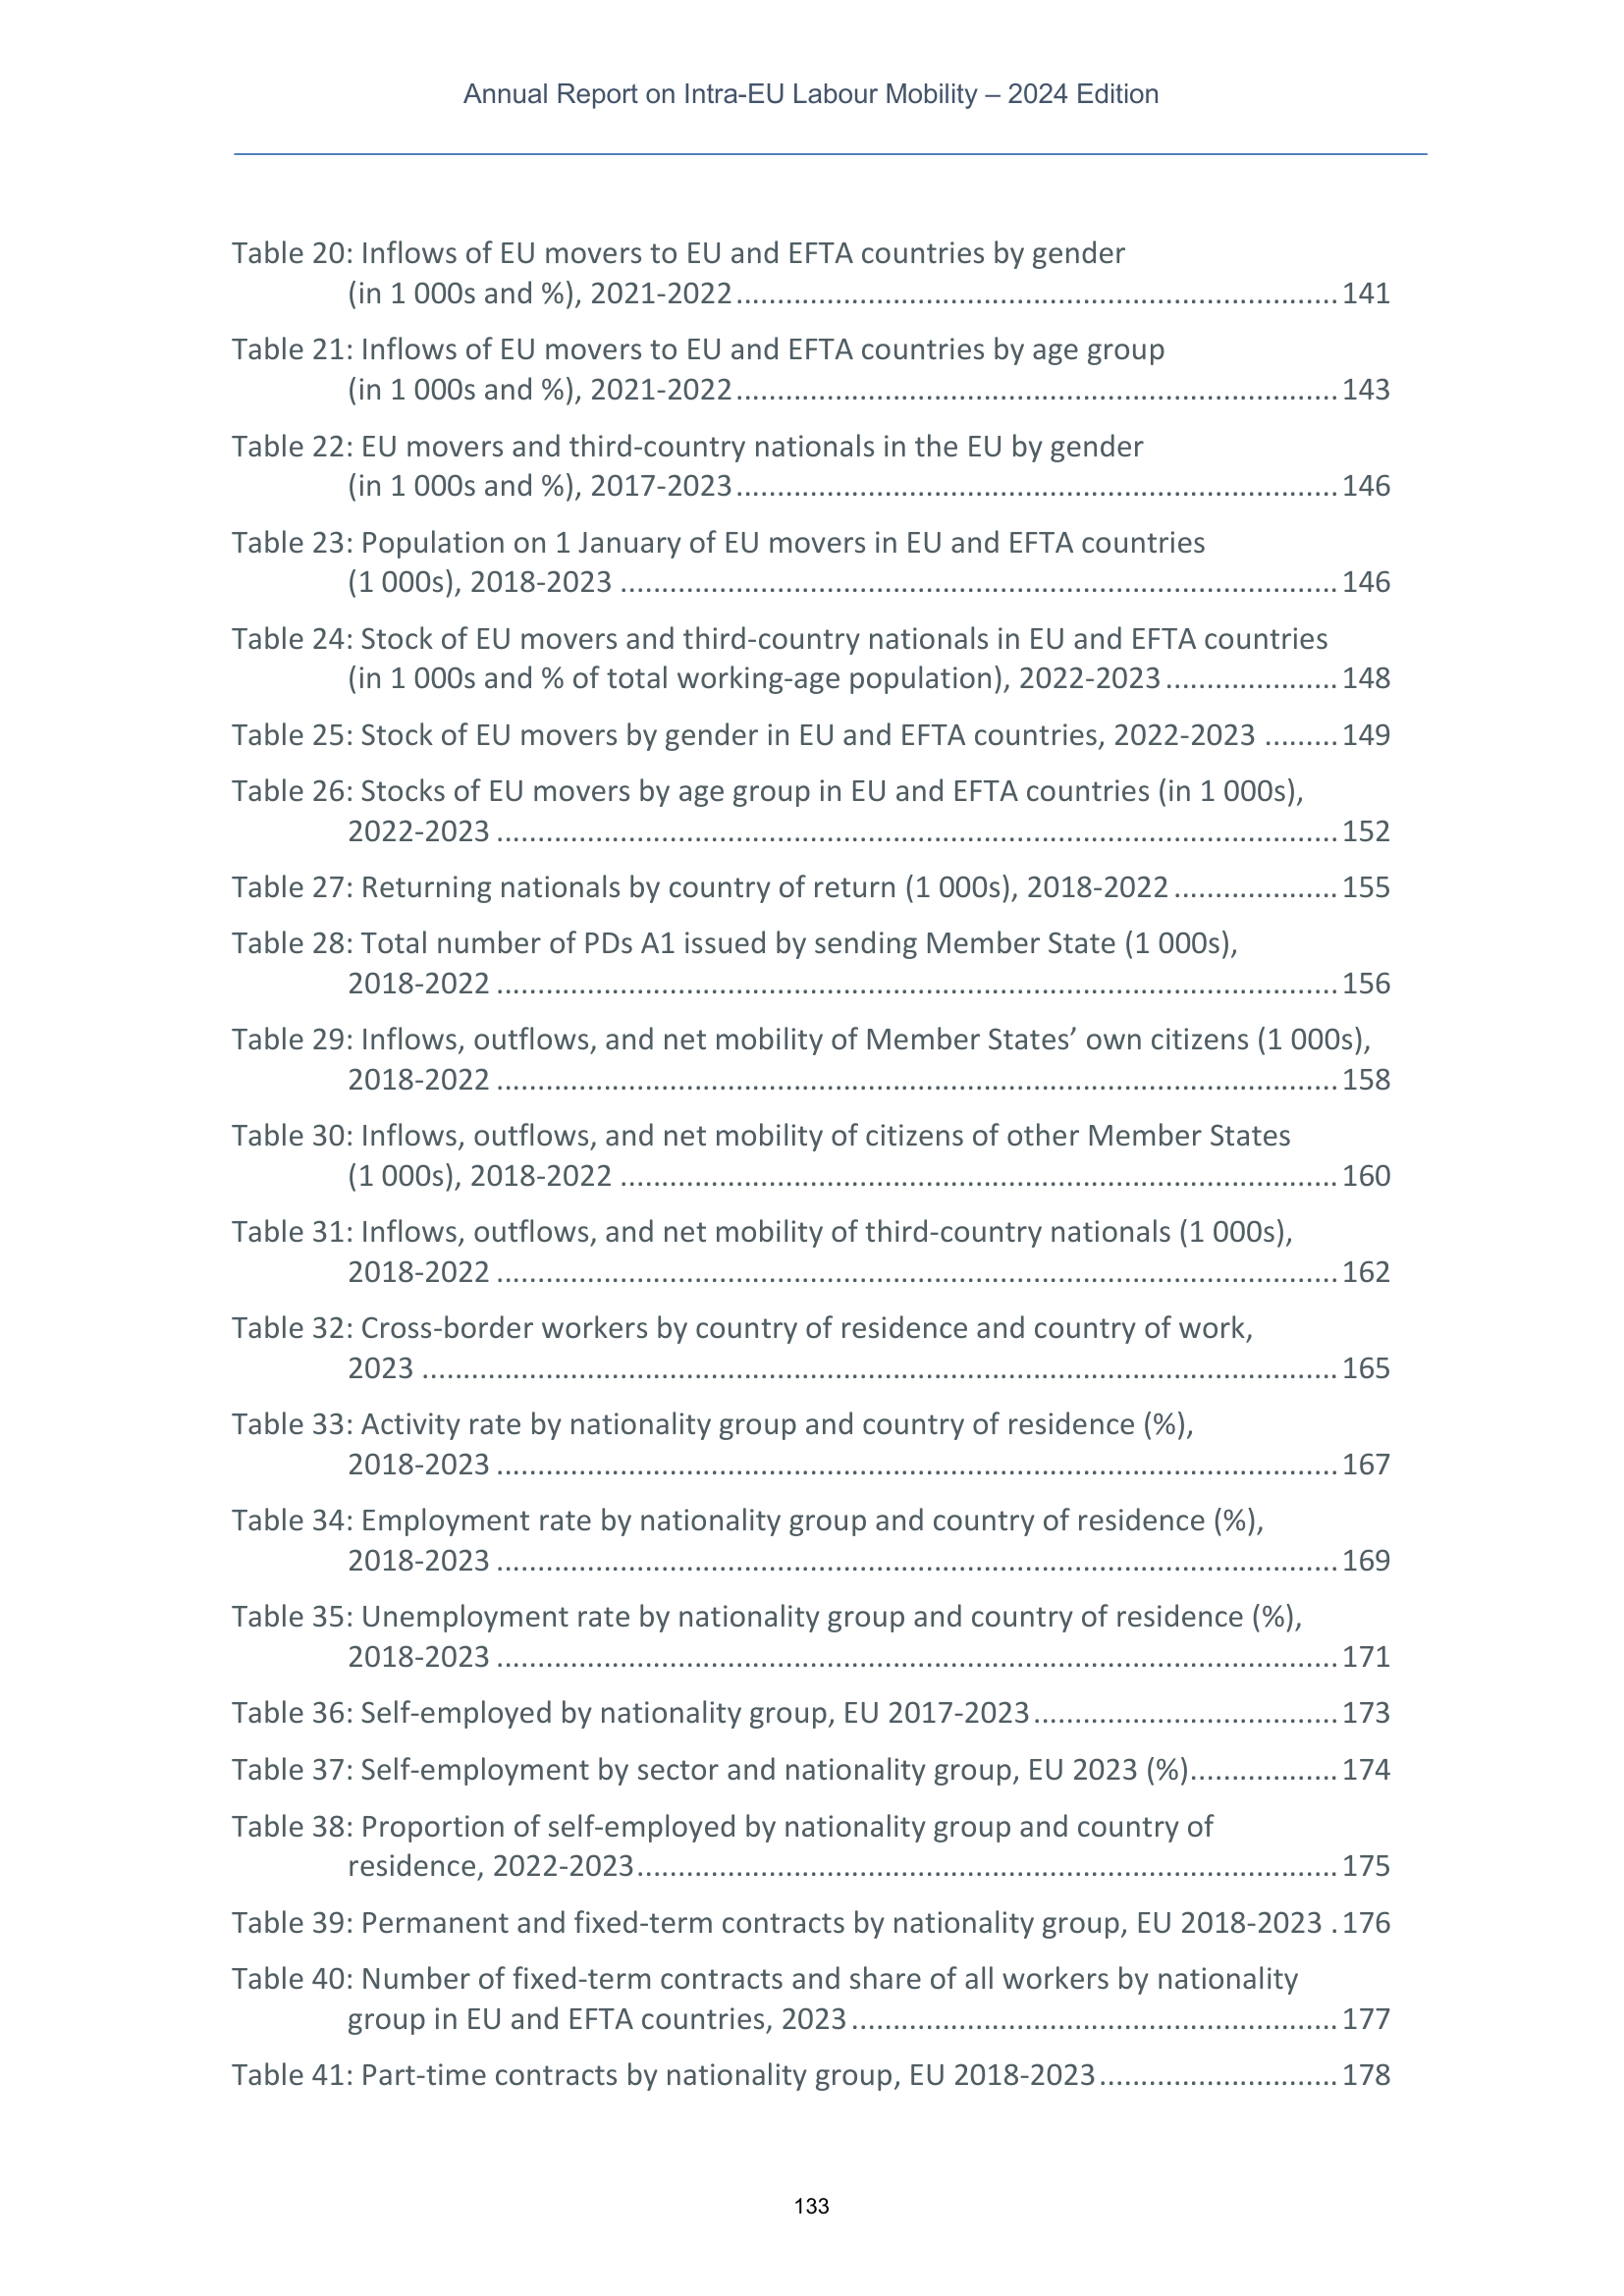 Annual Report on Intra-EU Labour Mobility – 2024 Edition
Table 20: Inflows of EU movers to EU and EFTA countries by gender
(in 1 000s and %), 2021-2022 ........................................................................ 141
Table 21: Inflows of EU movers to EU and EFTA countries by age group
(in 1 000s and %), 2021-2022 ........................................................................ 143
Table 22: EU movers and third-country nationals in the EU by gender
(in 1 000s and %), 2017-2023 ........................................................................ 146
Table 23: Population on 1 January of EU movers in EU and EFTA countries
(1 000s), 2018-2023 ...................................................................................... 146
Table 24: Stock of EU movers and third-country nationals in EU and EFTA countries
(in 1 000s and % of total working-age population), 2022-2023 ..................... 148
Table 25: Stock of EU movers by gender in EU and EFTA countries, 2022-2023 ......... 149
Table 26: Stocks of EU movers by age group in EU and EFTA countries (in 1 000s),
2022-2023 ..................................................................................................... 152
Table 27: Returning nationals by country of return (1 000s), 2018-2022 .................... 155
Table 28: Total number of PDs A1 issued by sending Member State (1 000s),
2018-2022 ..................................................................................................... 156
Table 29: Inflows, outflows, and net mobility of Member States’ own citizens (1 000s),
2018-2022 ..................................................................................................... 158
Table 30: Inflows, outflows, and net mobility of citizens of other Member States
(1 000s), 2018-2022 ...................................................................................... 160
Table 31: Inflows, outflows, and net mobility of third-country nationals (1 000s),
2018-2022 ..................................................................................................... 162
Table 32: Cross-border workers by country of residence and country of work,
2023 .............................................................................................................. 165
Table 33: Activity rate by nationality group and country of residence (%),
2018-2023 ..................................................................................................... 167
Table 34: Employment rate by nationality group and country of residence (%),
2018-2023 ..................................................................................................... 169
Table 35: Unemployment rate by nationality group and country of residence (%),
2018-2023 ..................................................................................................... 171
Table 36: Self-employed by nationality group, EU 2017-2023 ..................................... 173
Table 37: Self-employment by sector and nationality group, EU 2023 (%) .................. 174
Table 38: Proportion of self-employed by nationality group and country of
residence, 2022-2023 .................................................................................... 175
Table 39: Permanent and fixed-term contracts by nationality group, EU 2018-2023 . 176
Table 40: Number of fixed-term contracts and share of all workers by nationality
group in EU and EFTA countries, 2023 ........................................................... 177
Table 41: Part-time contracts by nationality group, EU 2018-2023 ............................. 178
133